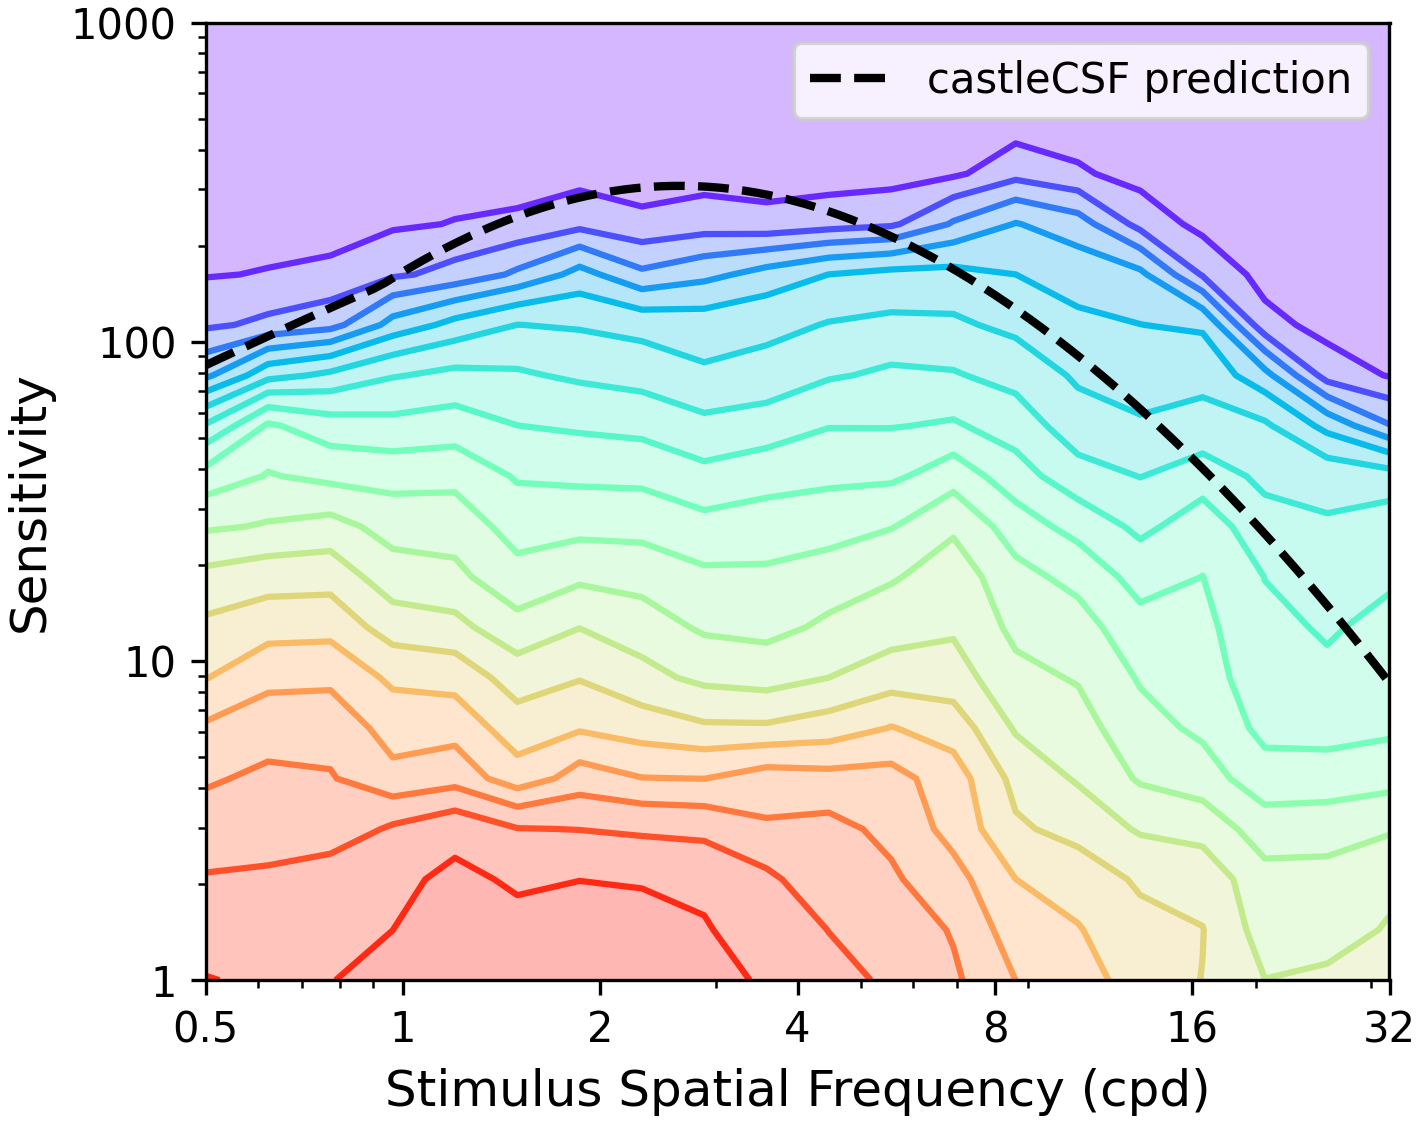 1000
castleCSF prediction
100
Sensitivity
10
1
0.5 1 2 4 8 16 32
Stimulus Spatial Frequency (cpd)